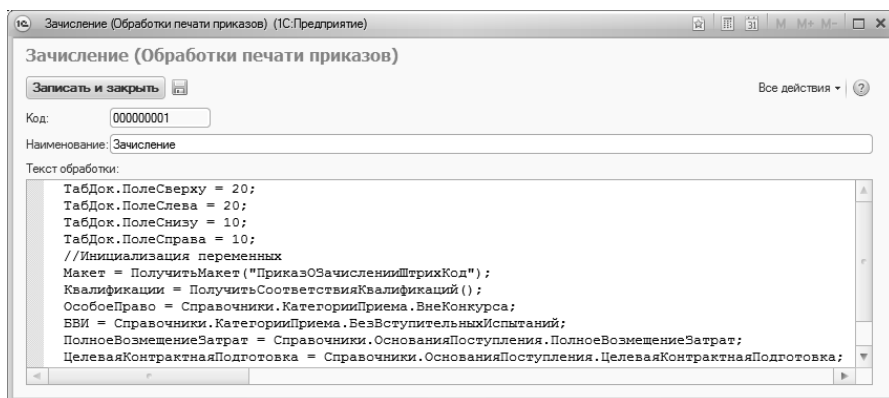 Зачисление (Обработки печати приказов) (1С:Предприятие) 31 M M+ M-
Зачисление (Обработки печати приказов)
Записать и закрыть Все действия ?
Код: 000000001
Наименование: Зачисление
Текст обработки:
ТабДок.ПолеСверху = 20;
ТабДок.ПолеСлева = 20;
ТабДок.ПолеСнизу = 10;
ТабДок.ПолеСправа = 10;
//Инициализация переменных
Макет = ПолучитьМакет("ПриказОЗачисленииШтрихКод");
Квалификации = ПолучитьСоответствияКвалификаций();
ОсобоеПраво = Справочники.КатегорииПриема.ВнеКонкурса;
БВИ = Справочники.КатегорииПриема.БезВступительныхИспытаний;
ПолноеВозмещениеЗатрат = Справочники.ОснованияПоступления.ПолноеВозмещениеЗатрат;
ЦелеваяКонтрактнаяПодготовка = Справочники.ОснованияПоступления.ЦелеваяКонтрактнаяПодготовка;